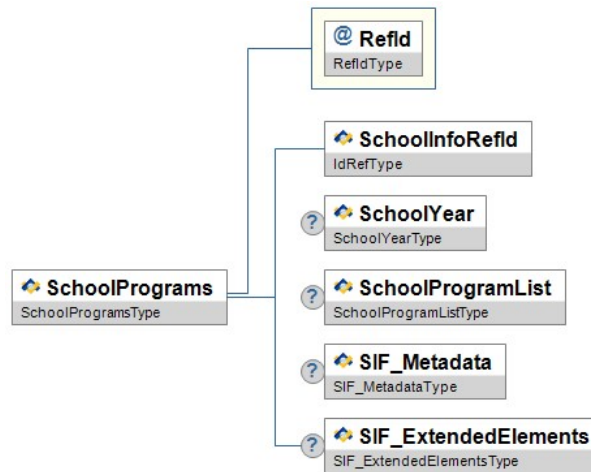 @ RefId
RefIdType
SchoolInfoRefId
IdRefType
? SchoolYear
SchoolYearType
SchoolPrograms
SchoolProgramsType
? SchoolProgramList
SchoolProgramListType
? SIF_Metadata
SIF_MetadataType
? SIF_ExtendedElements
SIF_ExtendedElementsType